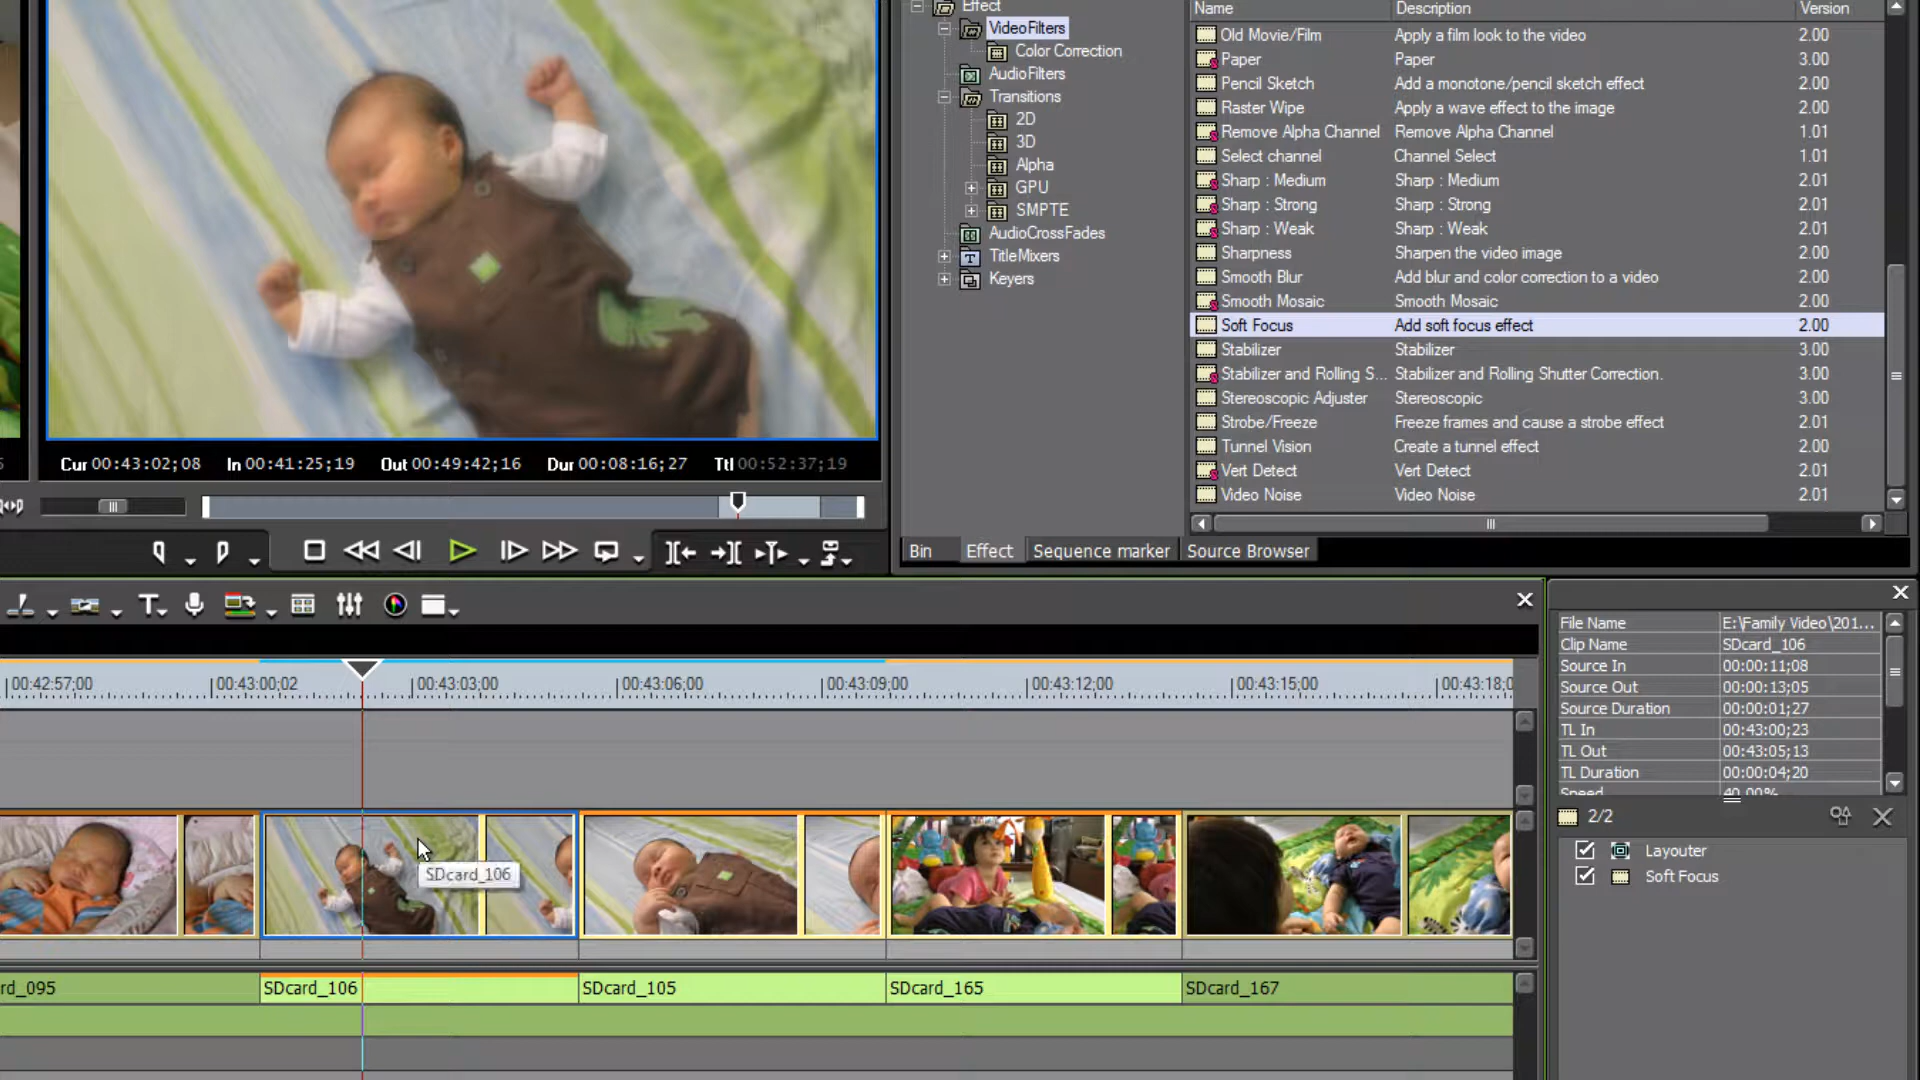 Effect
VideoFilters
Color Correction
AudioFilters
Transitions
2D
3D
Alpha
GPU
SMPTE
AudioCrossFades
TitleMixers
Keyers
Name Description Version
Old Movie/Film Apply a film look to the video 2.00
Paper Paper 3.00
Pencil Sketch Add a monotone/pencil sketch effect 2.00
Raster Wipe Apply a wave effect to the image 2.00
Remove Alpha Channel Remove Alpha Channel 1.01
Select channel Channel Select 1.01
Sharp : Medium Sharp : Medium 2.01
Sharp : Strong Sharp : Strong 2.01
Sharp : Weak Sharp : Weak 2.01
Sharpness Sharpen the video image 2.00
Smooth Blur Add blur and color correction to a video 2.00
Smooth Mosaic Smooth Mosaic 2.00
Soft Focus Add soft focus effect 2.00
Stabilizer Stabilizer 3.00
Stabilizer and Rolling S... Stabilizer and Rolling Shutter Correction. 3.00
Stereoscopic Adjuster Stereoscopic 3.00
Strobe/Freeze Freeze frames and cause a strobe effect 2.01
Tunnel Vision Create a tunnel effect 2.00
Vert Detect Vert Detect 2.01
Video Noise Video Noise 2.01
Cur 00:43:02;08 In 00:41:25;19 Out 00:49:42;16 Dur 00:08:16;27 Ttl 00:52:37;19
Bin Effect Sequence marker Source Browser
00:42:57;00 00:43:00;02 00:43:03;00 00:43:06;00 00:43:09;00 00:43:12;00 00:43:15;00 00:43:18;0
SDcard_106
rd_095 SDcard_106 SDcard_105 SDcard_165 SDcard_167
File Name E:\Family Video\201...
Clip Name SDcard_106
Source In 00:00:11;08
Source Out 00:00:13;05
Source Duration 00:00:01;27
TL In 00:43:00;23
TL Out 00:43:05;13
TL Duration 00:00:04;20
Speed 40.00%
2/2
Layouter
Soft Focus